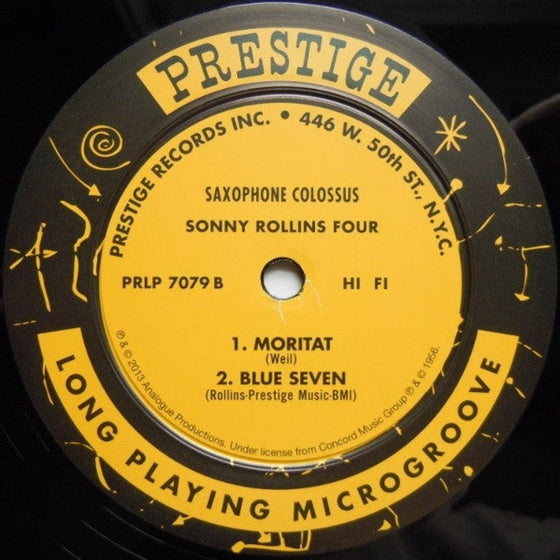 PRESTIGE
PRESTIGE RECORDS INC. • 446 W. 50th ST., N.Y.C.
SAXOPHONE COLOSSUS
SONNY ROLLINS FOUR
PRLP 7079 B HI FI
1. MORITAT
(Weil)
2. BLUE SEVEN
(Rollins-Prestige Music-BMI)
℗ & © 2013 Analogue Productions. Under license from Concord Music Group ℗ & © 1956.
LONG PLAYING MICROGROOVE